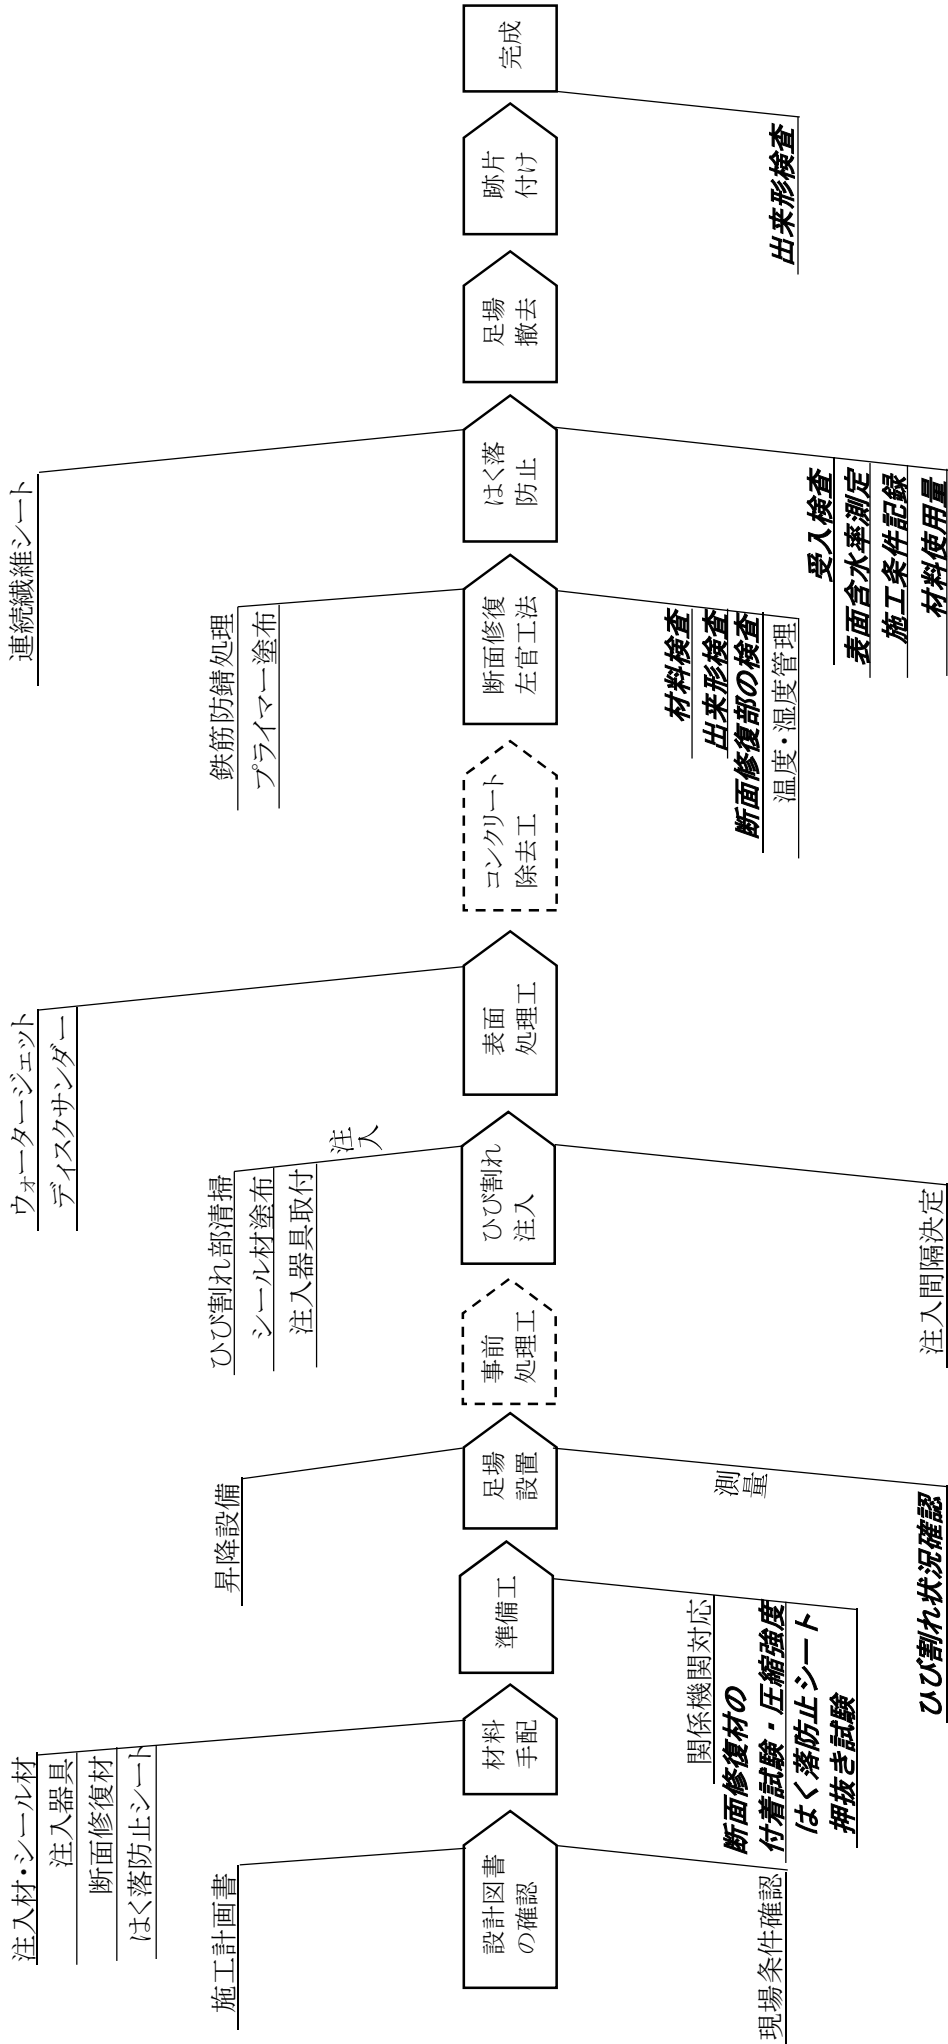 注入材・シール材
注入器具
断面修復材
はく落防止シート
施工計画書
昇降設備
ひび割れ部清掃
シール材塗布
注入器具取付
注
入
ウォータージェット
ディスクサンダー
鉄筋防錆処理
プライマー塗布
連続繊維シート
設計図書
の確認
材料
手配
準備工
足場
設置
事前
処理工
ひび割れ
注入
表面
処理工
コンクリート
除去工
断面修復
左官工法
はく落
防止
足場
撤去
跡片
付け
完成
現場条件確認
関係機関対応
断面修復材の
付着試験・圧縮強度
はく落防止シート
押抜き試験
測
量
ひび割れ状況確認
注入間隔決定
材料検査
出来形検査
断面修復部の検査
温度・湿度管理
受入検査
表面含水率測定
施工条件記録
材料使用量
出来形検査